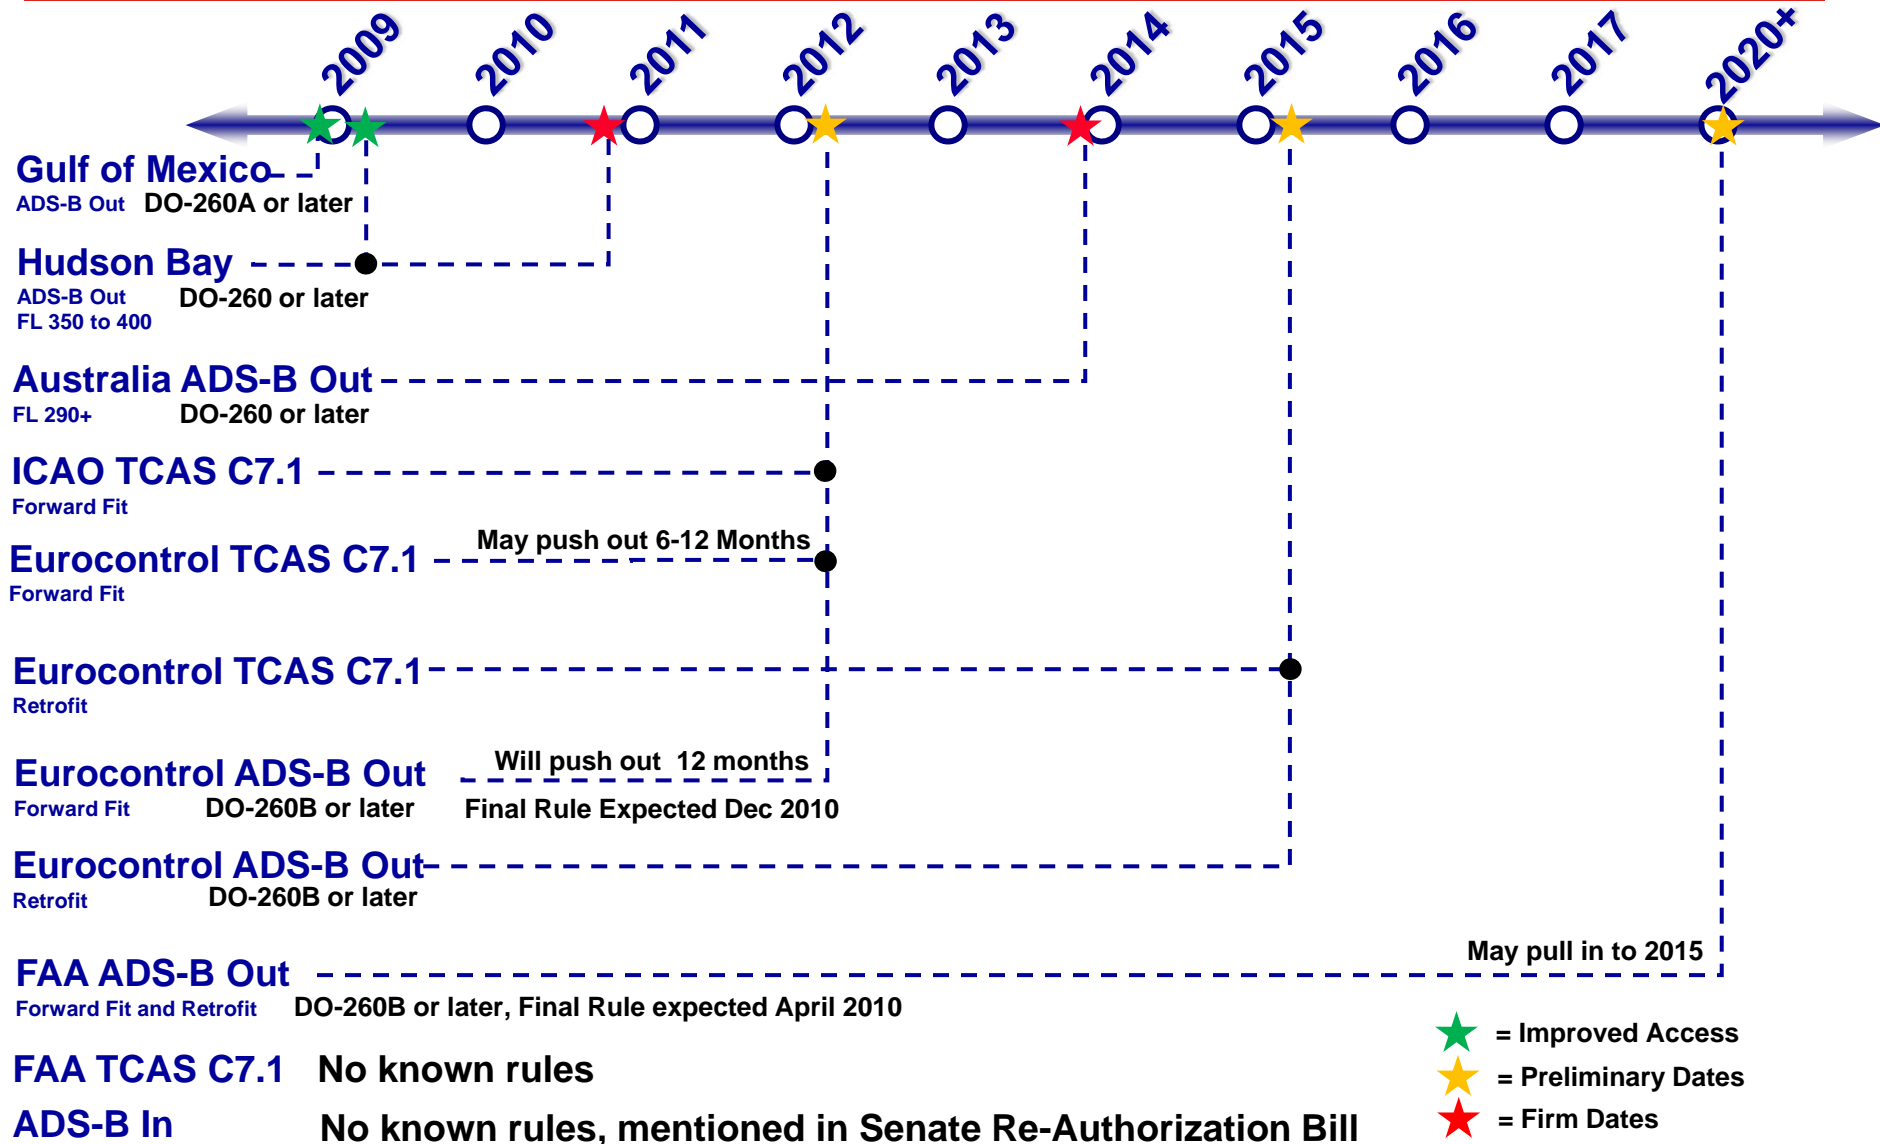 2009 2010 2011 2012 2013 2014 2015 2016 2017 2020+
Gulf of Mexico
ADS-B Out DO-260A or later
Hudson Bay
ADS-B Out DO-260 or later
FL 350 to 400
Australia ADS-B Out
FL 290+ DO-260 or later
ICAO TCAS C7.1
Forward Fit
May push out 6-12 Months
Eurocontrol TCAS C7.1
Forward Fit
Eurocontrol TCAS C7.1
Retrofit
Will push out 12 months
Eurocontrol ADS-B Out
Forward Fit DO-260B or later Final Rule Expected Dec 2010
Eurocontrol ADS-B Out
Retrofit DO-260B or later
May pull in to 2015
FAA ADS-B Out
Forward Fit and Retrofit DO-260B or later, Final Rule expected April 2010
= Improved Access
FAA TCAS C7.1 No known rules
= Preliminary Dates
ADS-B In No known rules, mentioned in Senate Re-Authorization Bill
= Firm Dates